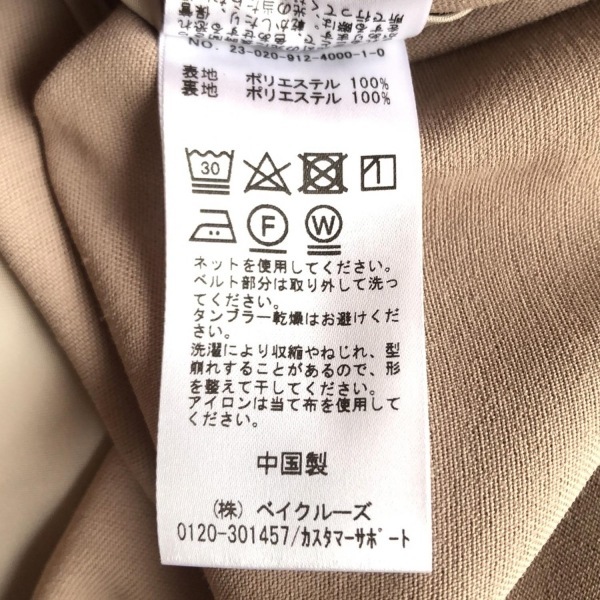 NO. 23-020-912-4000-1-0
表地 ポリエステル 100%
裏地 ポリエステル 100%
30
F
W
ネットを使用してください。
ベルト部分は取り外して洗っ
てください。
タンブラー乾燥はお避けくだ
さい。
洗濯により収縮やねじれ、型
崩れすることがあるので、形
を整えて干してください。
アイロンは当て布を使用して
ください。
中国製
(株) ベイクルーズ
0120-301457/カスタマーサポート